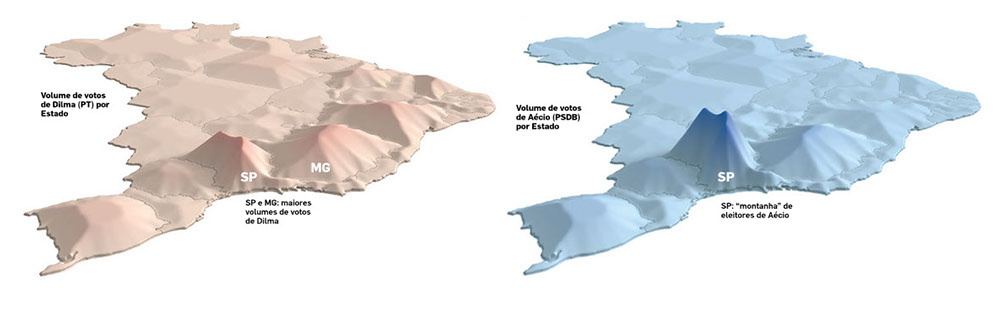 Volume de votos
de Dilma (PT) por
Estado
SP
MG
SP e MG: maiores
volumes de votos
de Dilma
Volume de votos
de Aécio (PSDB)
por Estado
SP
SP: “montanha” de
eleitores de Aécio